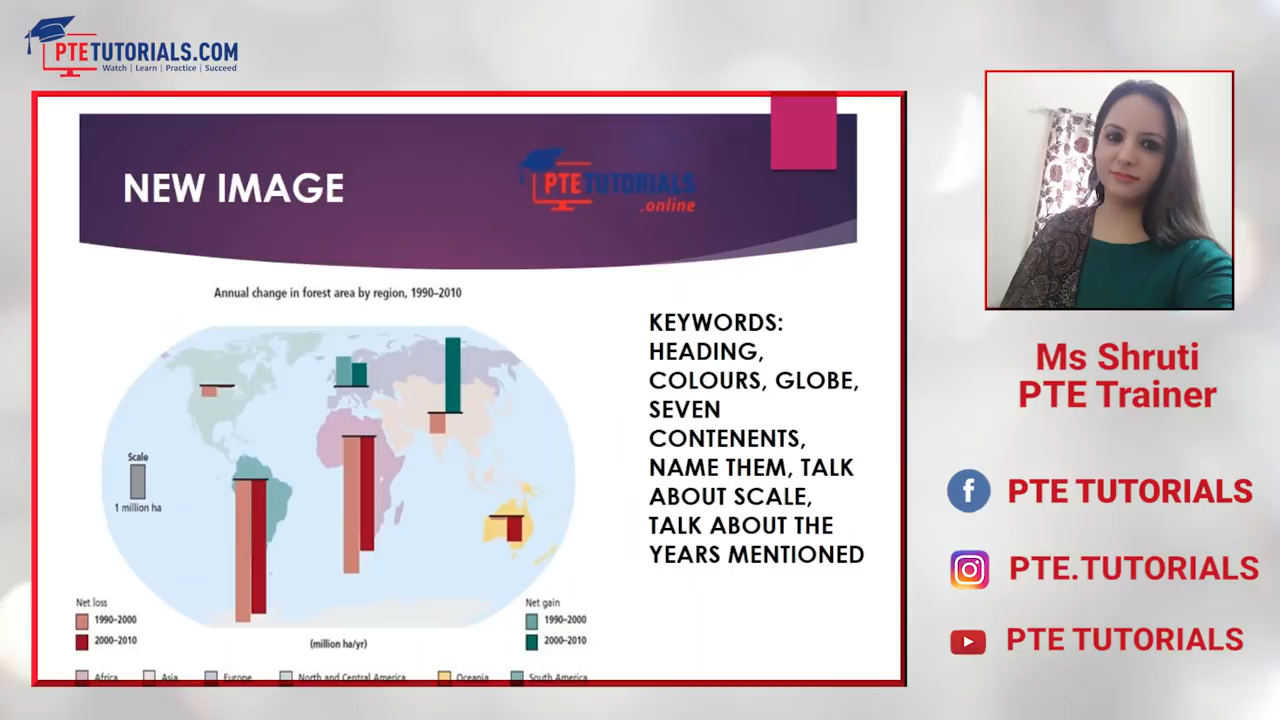 PTETUTORIALS.COM
Watch | Learn | Practice | Succeed
NEW IMAGE
PTETUTORIALS
.online
Annual change in forest area by region, 1990–2010
Scale
1 million ha
Net loss
1990–2000
2000–2010
(million ha/yr)
Net gain
1990–2000
2000–2010
Africa
Asia
Europe
North and Central America
Oceania
South America
KEYWORDS:
HEADING,
COLOURS, GLOBE,
SEVEN
CONTENENTS,
NAME THEM, TALK
ABOUT SCALE,
TALK ABOUT THE
YEARS MENTIONED
Ms Shruti
PTE Trainer
PTE TUTORIALS
PTE.TUTORIALS
PTE TUTORIALS